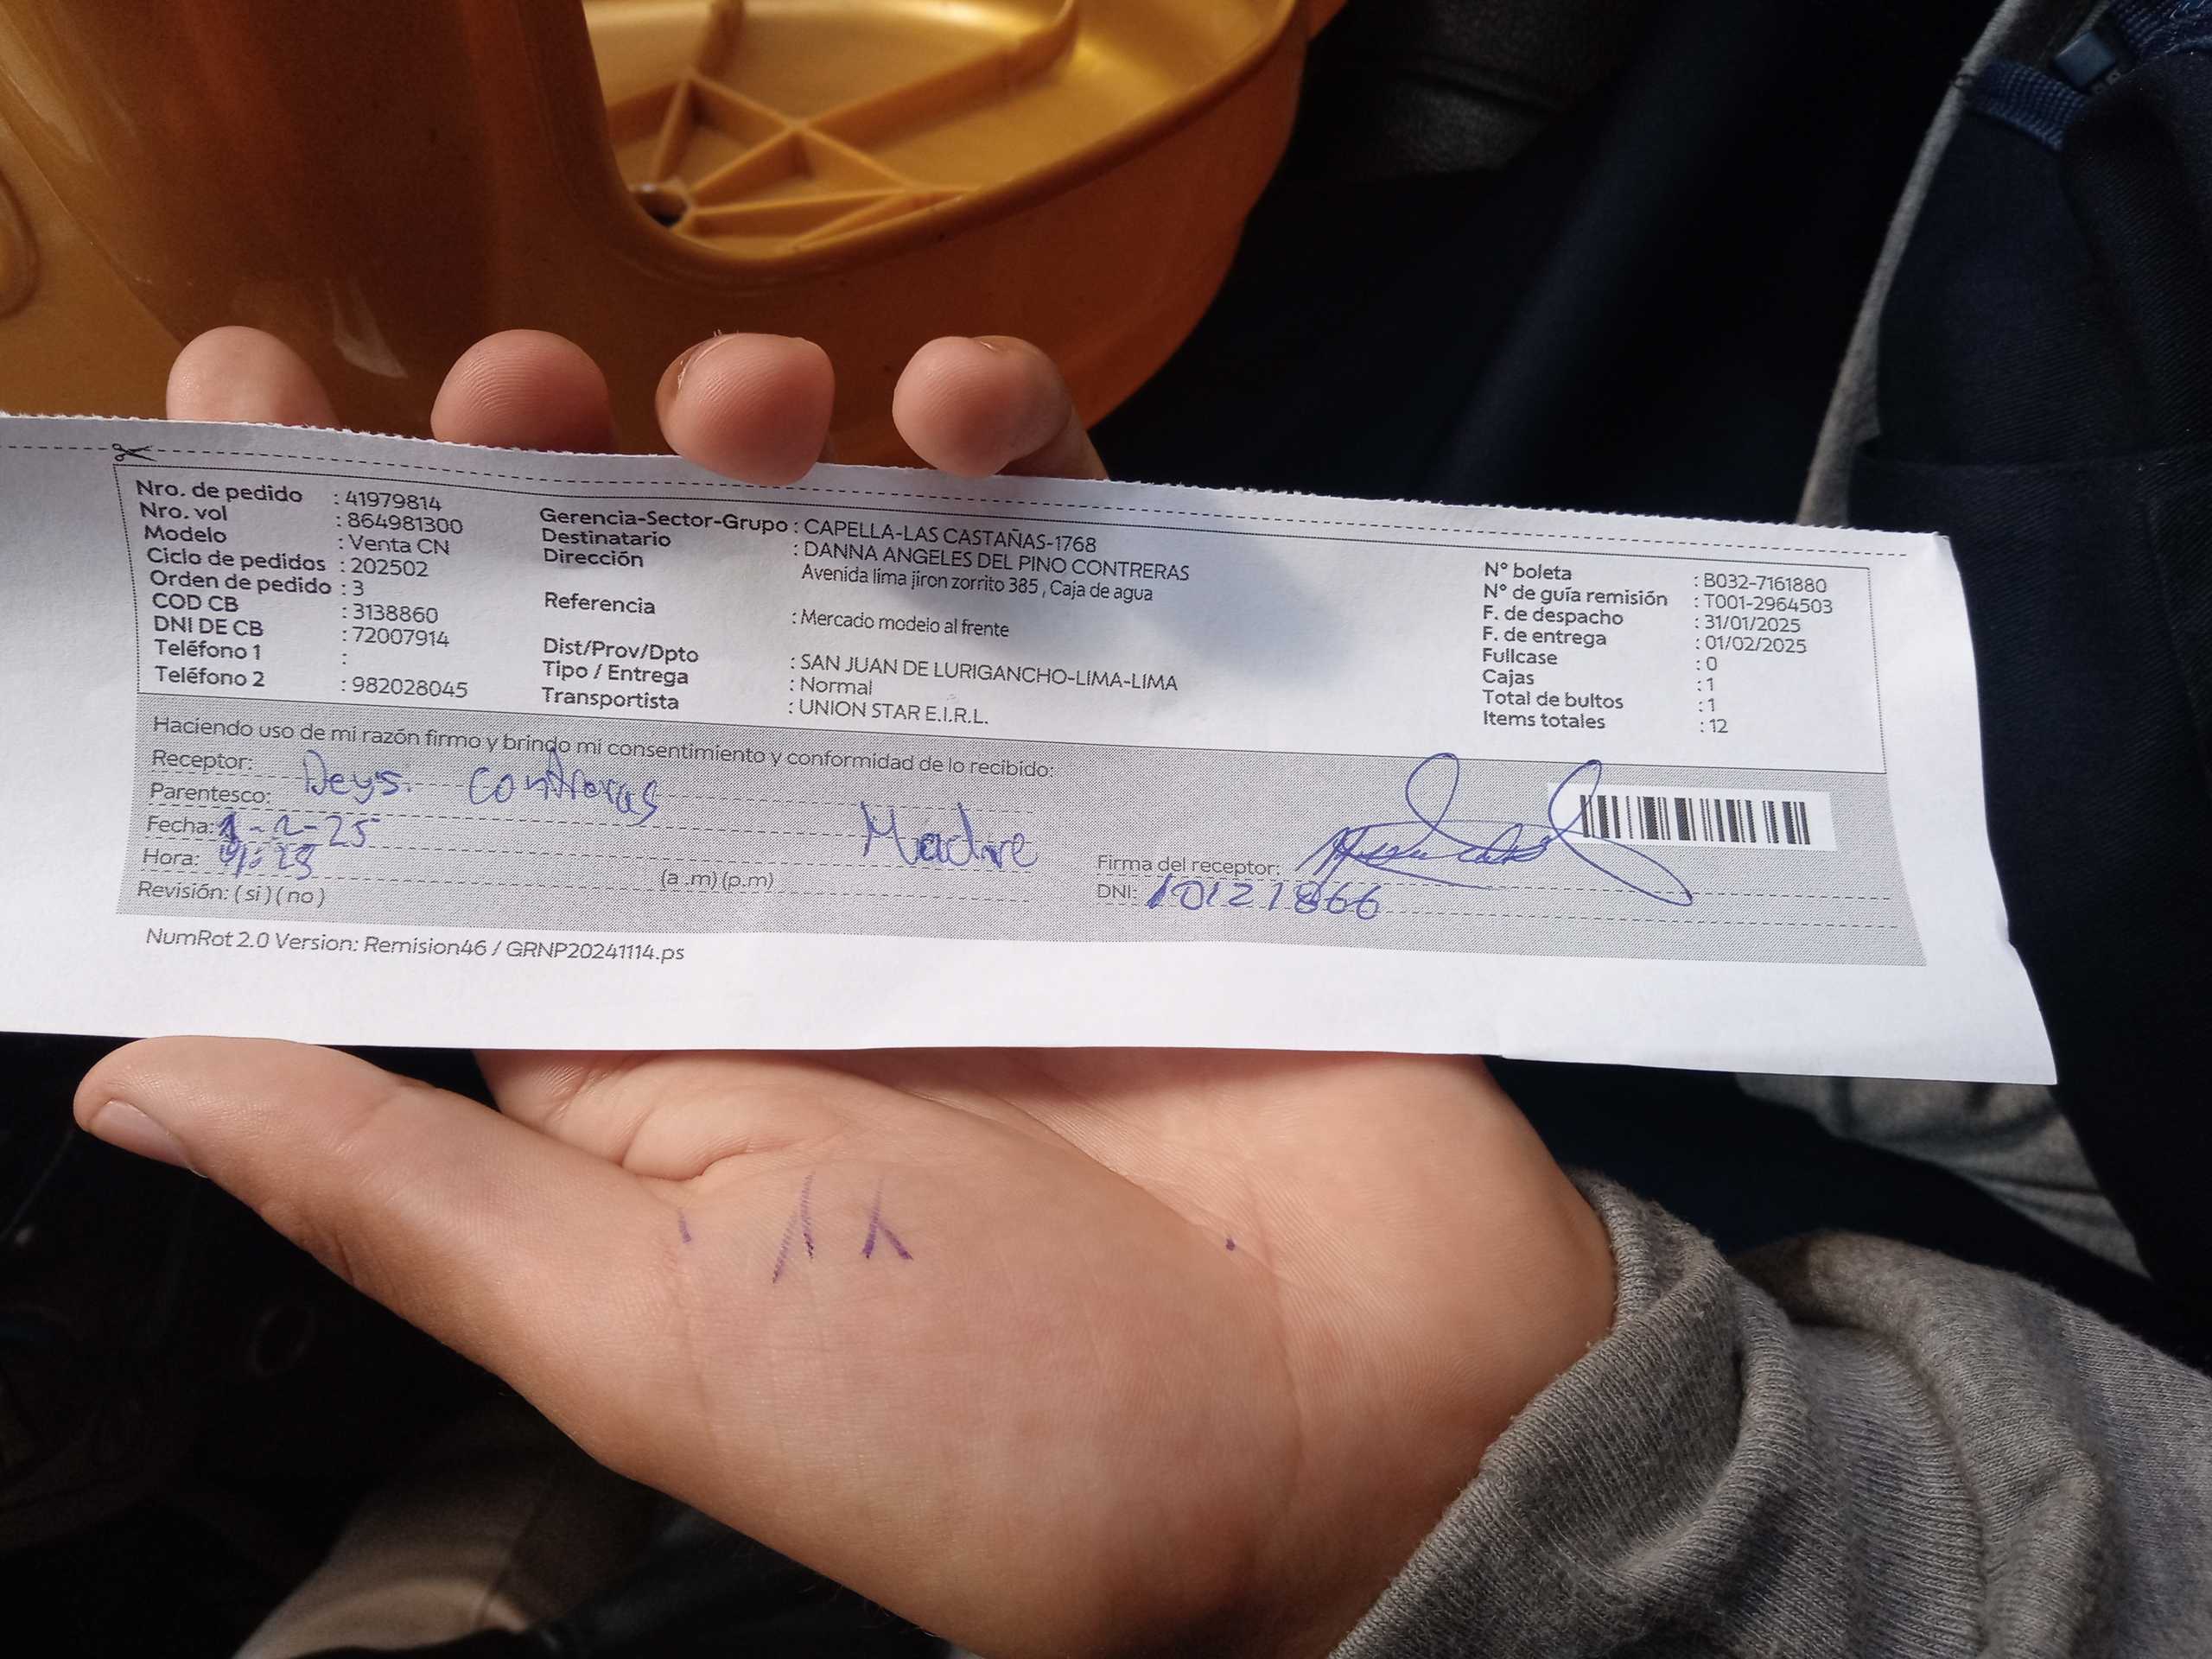 Nro. de pedido : 41979814
Nro. vol : 864981300
Modelo : Venta CN
Ciclo de pedidos : 202502
Orden de pedido : 3
COD CB : 3138860
DNI DE CB : 72007914
Teléfono 1 :
Teléfono 2 : 982028045
Gerencia-Sector-Grupo : CAPELLA-LAS CASTAÑAS-1768
Destinatario : DANNA ANGELES DEL PINO CONTRERAS
Dirección Avenida lima jiron zorrito 385 , Caja de agua
Referencia : Mercado modelo al frente
Dist/Prov/Dpto : SAN JUAN DE LURIGANCHO-LIMA-LIMA
Tipo / Entrega : Normal
Transportista : UNION STAR E.I.R.L.
N° boleta : B032-7161880
N° de guía remisión : T001-2964503
F. de despacho : 31/01/2025
F. de entrega : 01/02/2025
Fullcase : 0
Cajas : 1
Total de bultos : 1
Items totales : 12
Haciendo uso de mi razón firmo y brindo mi consentimiento y conformidad de lo recibido:
Receptor: Deys. Contreras
Parentesco: Madre
Fecha: 1-2-25
Hora: (a .m) (p.m)
Revisión: ( si ) ( no )
Firma del receptor:
DNI: 10121866
NumRot 2.0 Version: Remision46 / GRNP20241114.ps